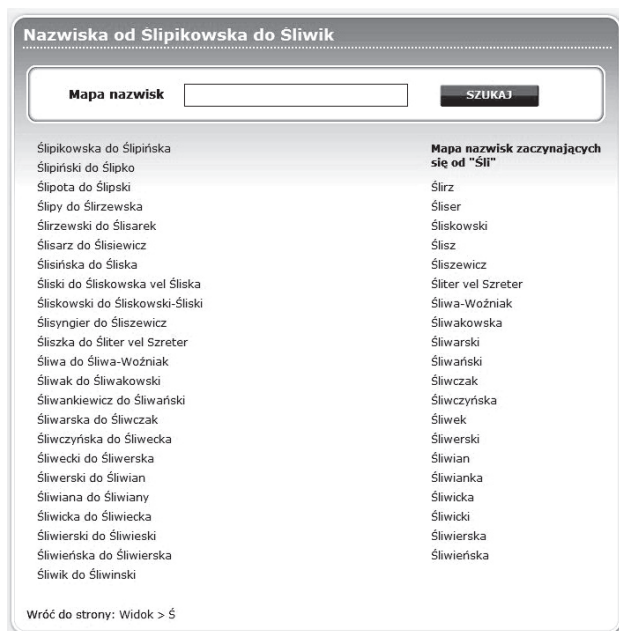 Nazwiska od Ślipikowska do Śliwik
Mapa nazwisk
SZUKAJ
Ślipikowska do Ślipińska
Ślipiński do Ślipko
Ślipota do Ślipski
Ślipy do Ślirzewska
Ślirzewski do Ślisarek
Ślisarz do Ślisiewicz
Ślisińska do Śliska
Śliski do Śliskowska vel Śliska
Śliskowski do Śliskowski-Śliski
Ślisyngier do Śliszewicz
Śliszka do Śliter vel Szreter
Śliwa do Śliwa-Woźniak
Śliwak do Śliwakowski
Śliwankiewicz do Śliwański
Śliwarska do Śliwczak
Śliwczyńska do Śliwecka
Śliwecki do Śliwerska
Śliwerski do Śliwian
Śliwiana do Śliwiany
Śliwicka do Śliwiecka
Śliwierski do Śliwieski
Śliwieńska do Śliwierska
Śliwik do Śliwinski
Mapa nazwisk zaczynających
się od "Śli"
Ślirz
Śliser
Śliskowski
Ślisz
Śliszewicz
Śliter vel Szreter
Śliwa-Woźniak
Śliwakowska
Śliwarski
Śliwański
Śliwczak
Śliwczyńska
Śliwek
Śliwerski
Śliwian
Śliwianka
Śliwicka
Śliwicki
Śliwierska
Śliwieńska
Wróć do strony: Widok > Ś